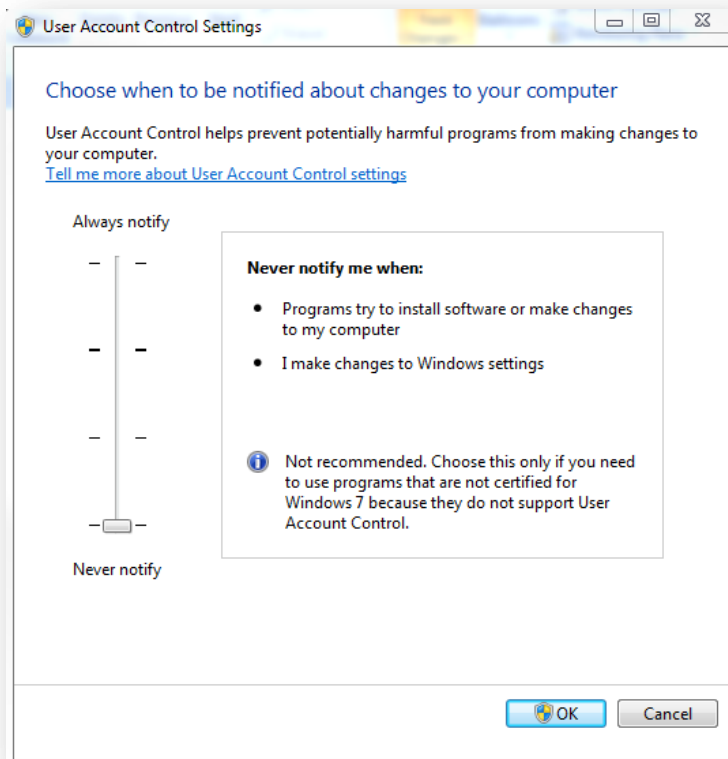 User Account Control Settings
Choose when to be notified about changes to your computer
User Account Control helps prevent potentially harmful programs from making changes to
your computer.
Tell me more about User Account Control settings
Always notify
Never notify me when:
Programs try to install software or make changes
to my computer
I make changes to Windows settings
Not recommended. Choose this only if you need
to use programs that are not certified for
Windows 7 because they do not support User
Account Control.
Never notify
OK
Cancel